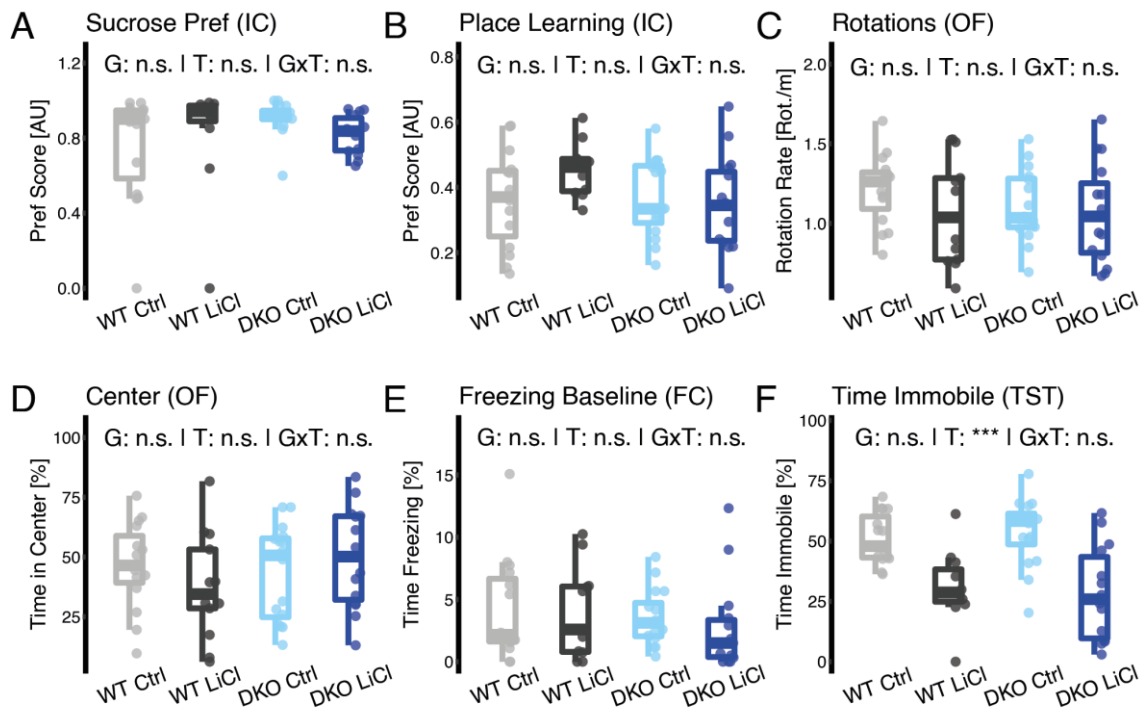 A Sucrose Pref (IC)
G: n.s. | T: n.s. | GxT: n.s.
Pref Score [AU]
1.2
0.8
0.4
0.0
WT Ctrl
WT LiCl
DKO Ctrl
DKO LiCl
B Place Learning (IC)
G: n.s. | T: n.s. | GxT: n.s.
Pref Score [AU]
0.6
0.4
0.2
WT Ctrl
WT LiCl
DKO Ctrl
DKO LiCl
C Rotations (OF)
G: n.s. | T: n.s. | GxT: n.s.
Rotation Rate [Rot./m]
2.0
1.5
1.0
WT Ctrl
WT LiCl
DKO Ctrl
DKO LiCl
D Center (OF)
G: n.s. | T: n.s. | GxT: n.s.
Time in Center [%]
100
75
50
25
WT Ctrl
WT LiCl
DKO Ctrl
DKO LiCl
E Freezing Baseline (FC)
G: n.s. | T: n.s. | GxT: n.s.
Time Freezing [%]
15
10
5
0
WT Ctrl
WT LiCl
DKO Ctrl
DKO LiCl
F Time Immobile (TST)
G: n.s. | T: *** | GxT: n.s.
Time Immobile [%]
100
75
50
25
0
WT Ctrl
WT LiCl
DKO Ctrl
DKO LiCl